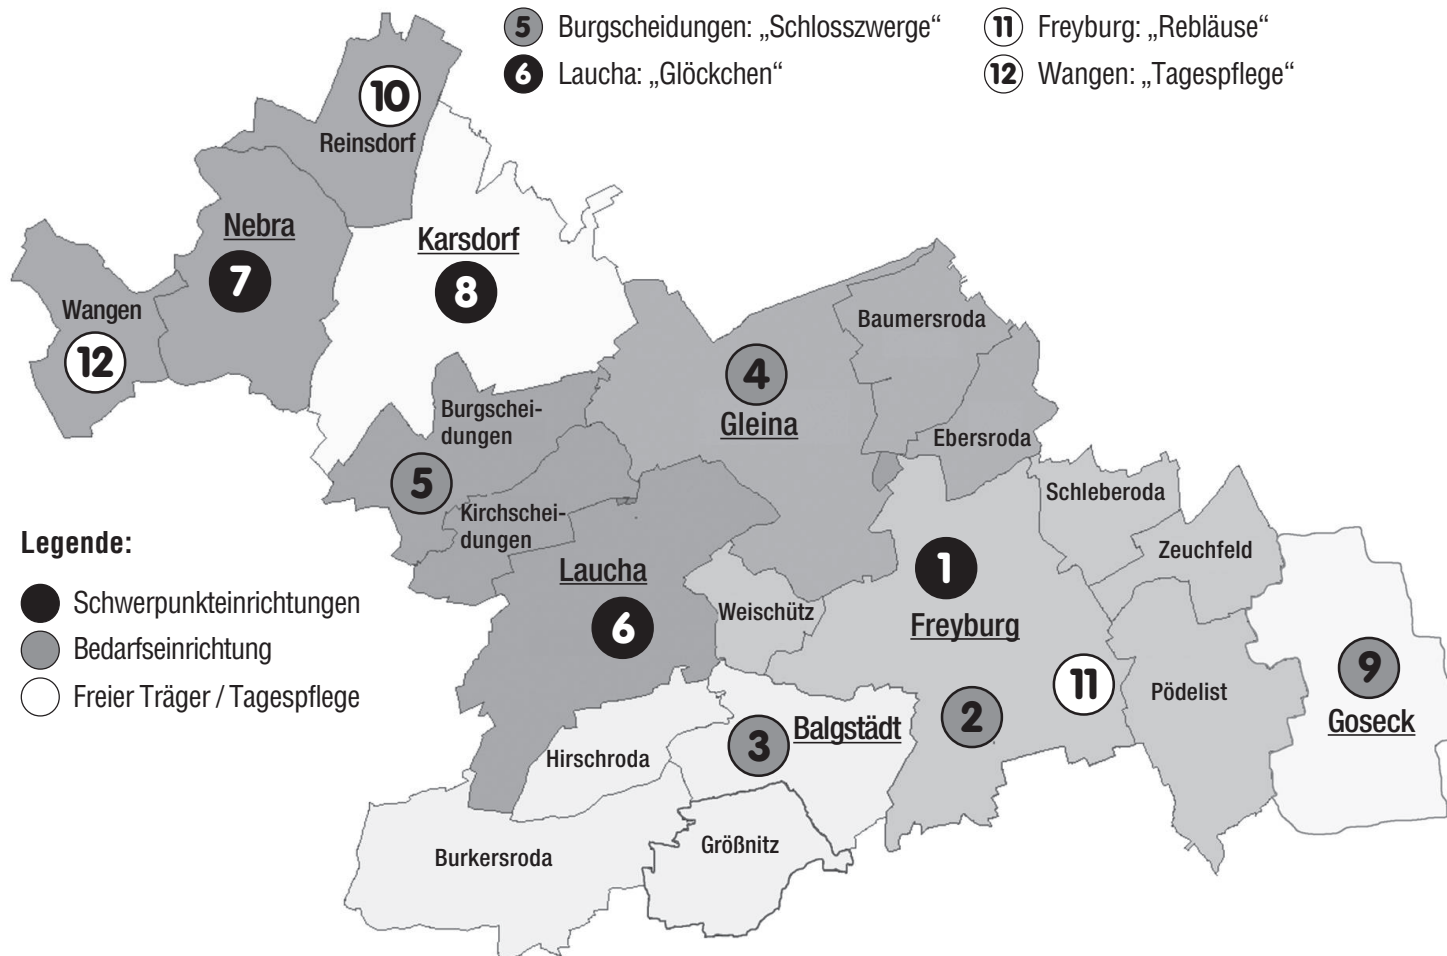 5 Burgscheidungen: „Schlosszwerge“
6 Laucha: „Glöckchen“
11 Freyburg: „Rebläuse“
12 Wangen: „Tagespflege“
10
Reinsdorf
Nebra
7
Karsdorf
8
Wangen
12
Baumersroda
4
Gleina
Ebersroda
Burgschei-
dungen
5
Kirchschei-
dungen
Schleberoda
Zeuchfeld
Laucha
6
Weischütz
1
Freyburg
11
2
Pödelist
9
Goseck
3
Balgstädt
Hirschroda
Größnitz
Burkersroda
Legende:
Schwerpunkteinrichtungen
Bedarfseinrichtung
Freier Träger / Tagespflege